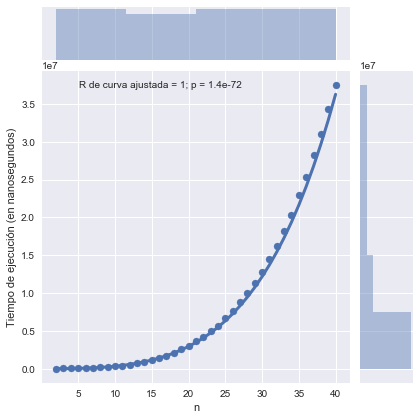 1e7
1e7
R de curva ajustada = 1; p = 1.4e-72
Tiempo de ejecución (en nanosegundos)
3.5
3.0
2.5
2.0
1.5
1.0
0.5
0.0
5 10 15 20 25 30 35 40
n